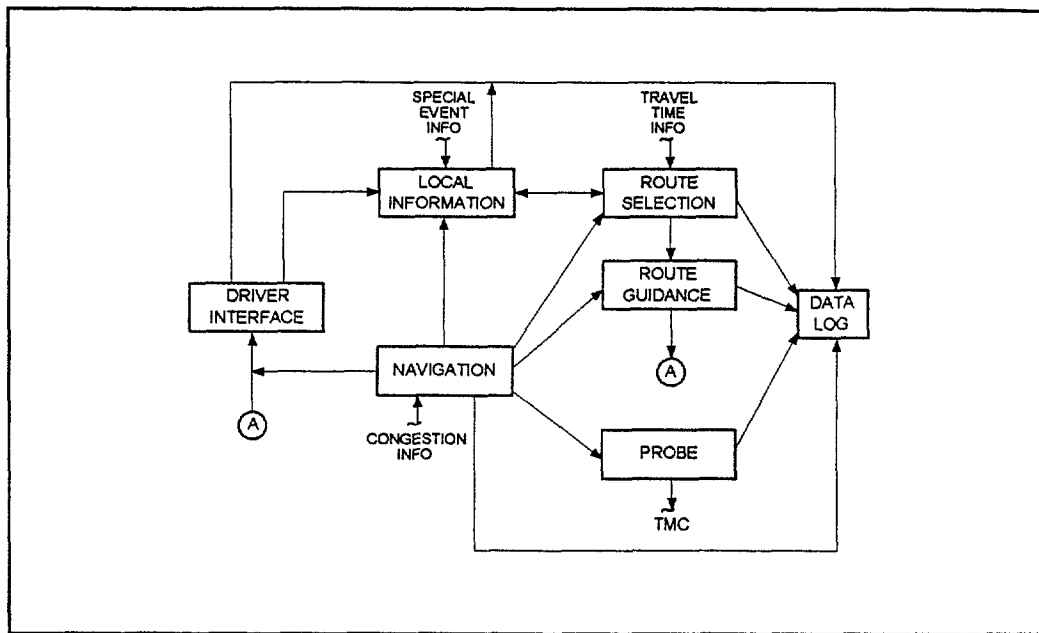 SPECIAL
EVENT
INFO
TRAVEL
TIME
INFO
LOCAL
INFORMATION
ROUTE
SELECTION
ROUTE
GUIDANCE
DRIVER
INTERFACE
DATA
LOG
NAVIGATION
A
A
CONGESTION
INFO
PROBE
TMC